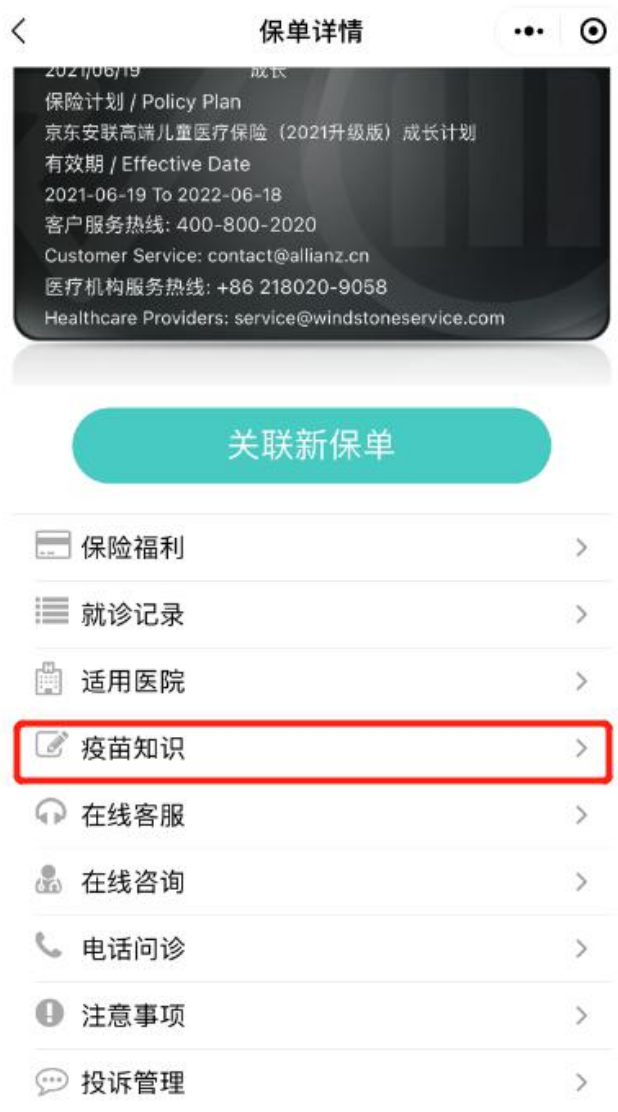 保单详情
2021/06/19 成长
保险计划 / Policy Plan
京东安联高端儿童医疗保险（2021升级版）成长计划
有效期 / Effective Date
2021-06-19 To 2022-06-18
客户服务热线: 400-800-2020
Customer Service: contact@allianz.cn
医疗机构服务热线: +86 218020-9058
Healthcare Providers: service@windstoneservice.com
关联新保单
保险福利
就诊记录
适用医院
疫苗知识
在线客服
在线咨询
电话问诊
注意事项
投诉管理